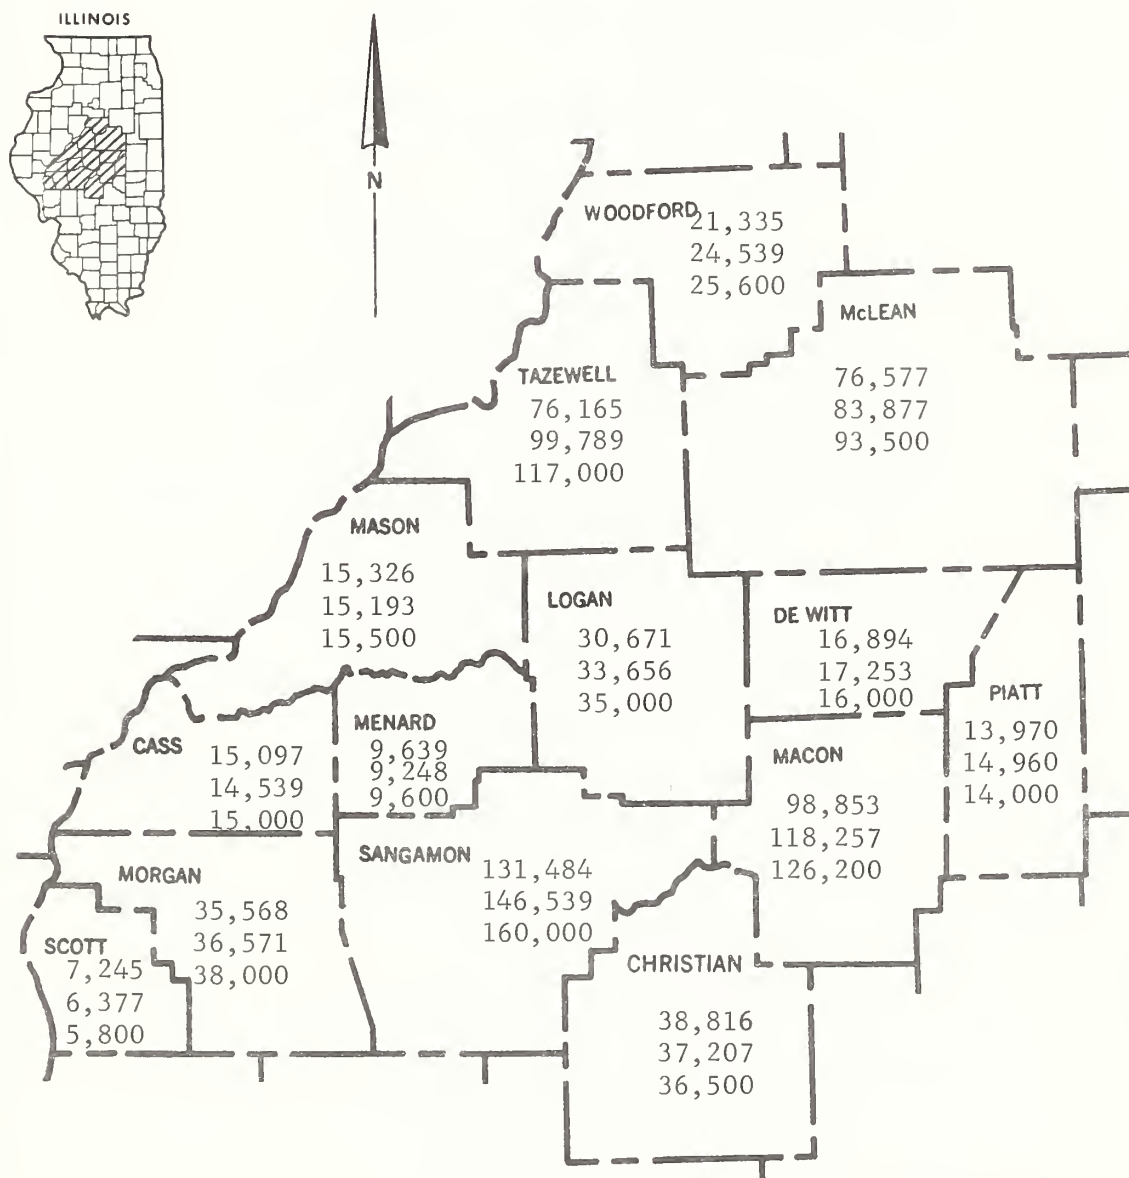 ILLINOIS
N
WOODFORD
21,335
24,539
25,600
McLEAN
76,577
83,877
93,500
TAZEWELL
76,165
99,789
117,000
MASON
15,326
15,193
15,500
LOGAN
30,671
33,656
35,000
DE WITT
16,894
17,253
16,000
PIATT
13,970
14,960
14,000
CASS
15,097
14,539
15,000
MENARD
9,639
9,248
9,600
MACON
98,853
118,257
126,200
SANGAMON
131,484
146,539
160,000
MORGAN
35,568
36,571
38,000
SCOTT
7,245
6,377
5,800
CHRISTIAN
38,816
37,207
36,500